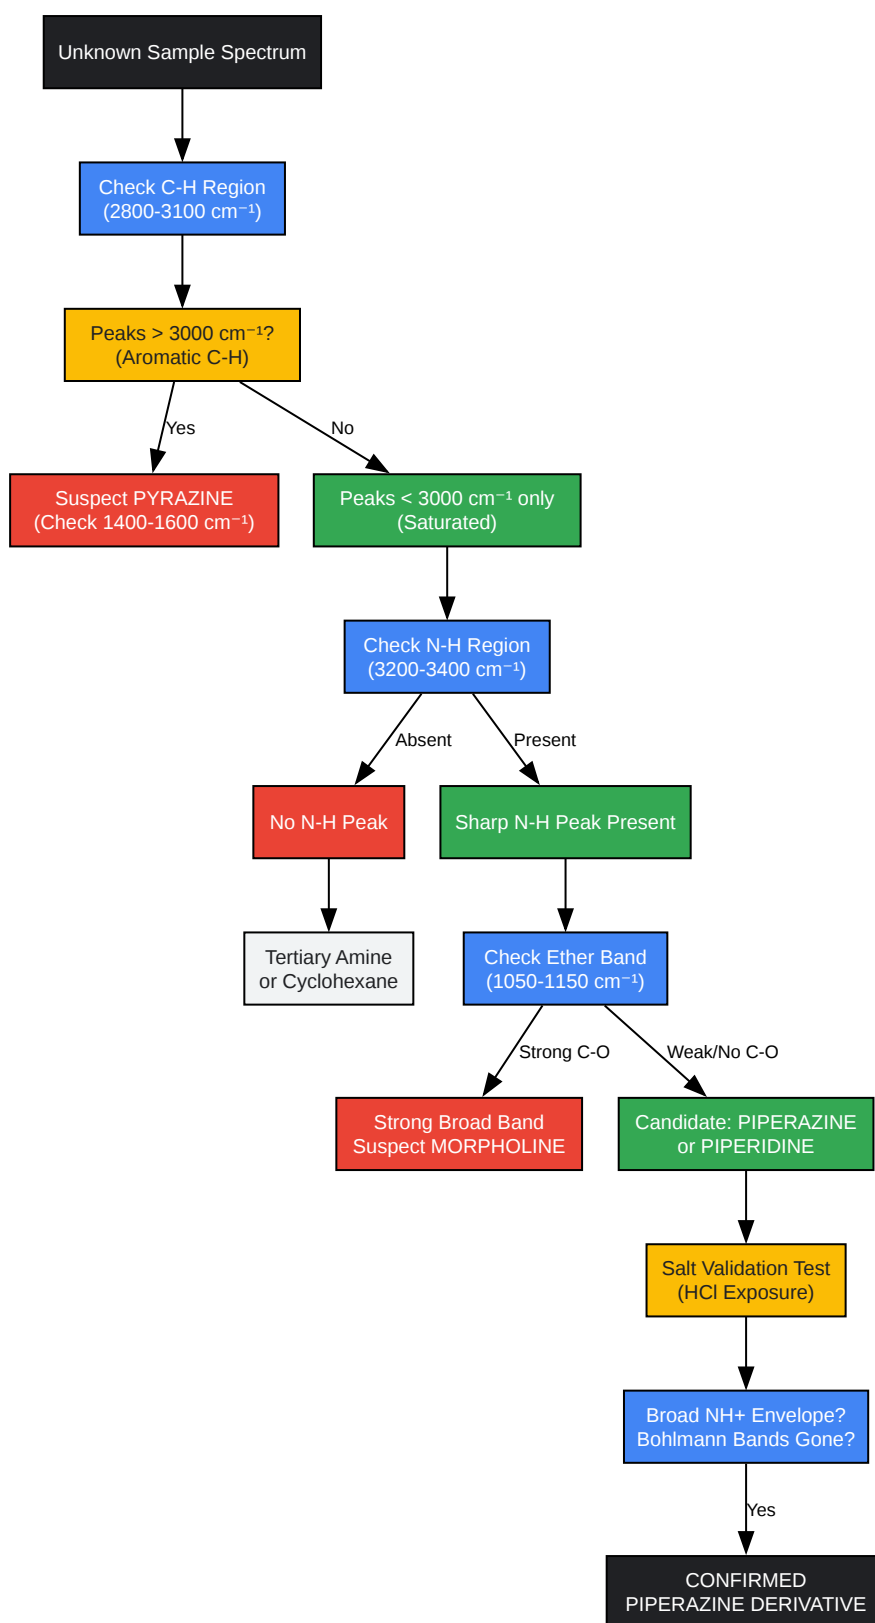 Unknown Sample Spectrum
Check C-H Region
(2800-3100 cm⁻¹)
Peaks > 3000 cm⁻¹?
(Aromatic C-H)
Yes
No
Suspect PYRAZINE
(Check 1400-1600 cm⁻¹)
Peaks < 3000 cm⁻¹ only
(Saturated)
Check N-H Region
(3200-3400 cm⁻¹)
Absent
Present
No N-H Peak
Sharp N-H Peak Present
Tertiary Amine
or Cyclohexane
Check Ether Band
(1050-1150 cm⁻¹)
Strong C-O
Weak/No C-O
Strong Broad Band
Suspect MORPHOLINE
Candidate: PIPERAZINE
or PIPERIDINE
Salt Validation Test
(HCl Exposure)
Broad NH+ Envelope?
Bohlmann Bands Gone?
Yes
CONFIRMED
PIPERAZINE DERIVATIVE